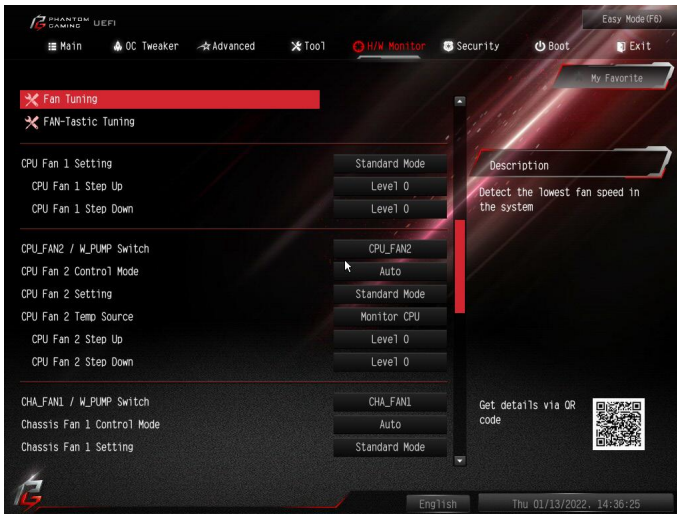 PHANTOM GAMING UEFI
Easy Mode(F6)
Main OC Tweaker Advanced Tool H/W Monitor Security Boot Exit
My Favorite
Fan Tuning
FAN-Tastic Tuning
CPU Fan 1 Setting Standard Mode
CPU Fan 1 Step Up Level 0
CPU Fan 1 Step Down Level 0
Description
Detect the lowest fan speed in
the system
CPU_FAN2 / W_PUMP Switch CPU_FAN2
CPU Fan 2 Control Mode Auto
CPU Fan 2 Setting Standard Mode
CPU Fan 2 Temp Source Monitor CPU
CPU Fan 2 Step Up Level 0
CPU Fan 2 Step Down Level 0
CHA_FAN1 / W_PUMP Switch CHA_FAN1
Chassis Fan 1 Control Mode Auto
Chassis Fan 1 Setting Standard Mode
Get details via QR
code
English
Thu 01/13/2022, 14:36:25